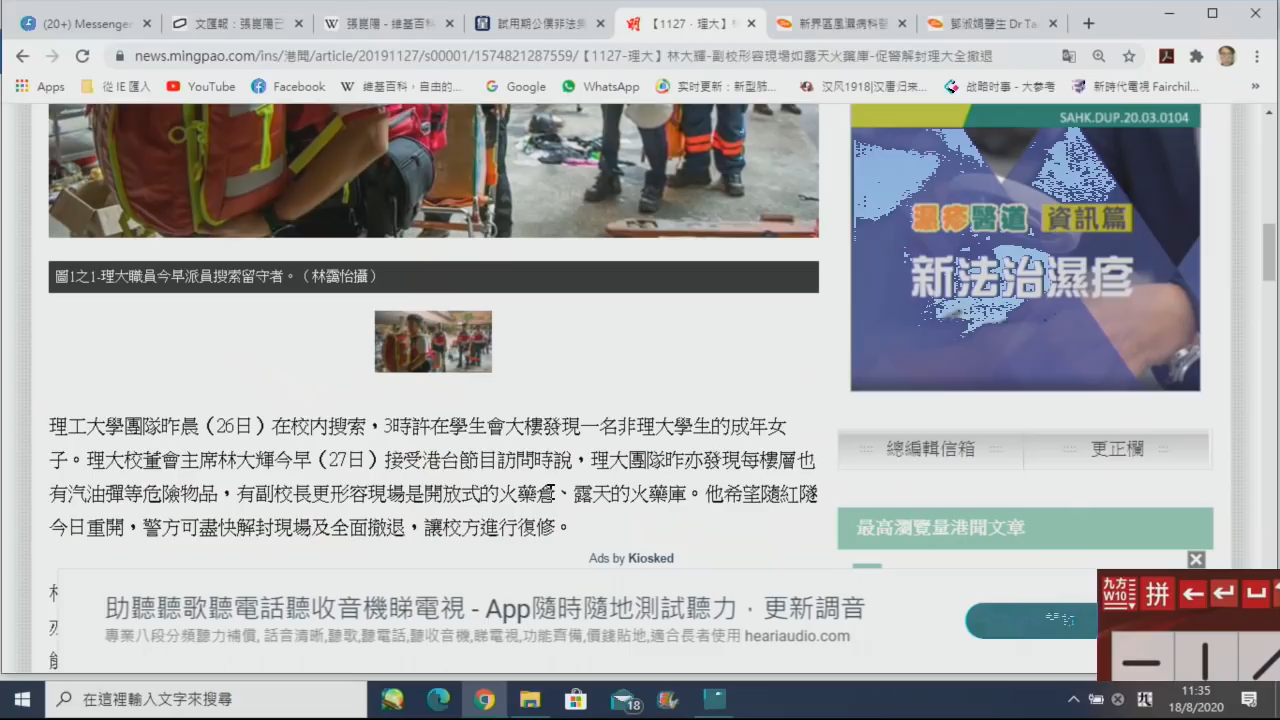 (20+) Messenger
文匯報：張崑陽已
張崑陽 - 維基百科
試用期公僕非法集
【1127 - 理大】
新界區風濕病科醫
鄧淑娟醫生 Dr Ta
news.mingpao.com/ins/港聞/article/20191127/s00001/1574821287559/【1127-理大】林大輝-副校形容現場如露天火藥庫-促警解封理大全撤退
Apps
從 IE 匯入
YouTube
Facebook
維基百科，自由的...
Google
WhatsApp
实时更新：新型肺...
汉风1918|汉唐归来...
战略时事 - 大参考
新時代電視 Fairchil...
»
SAHK.DUP.20.03.0104
濕疹醫道 資訊篇
新法治濕疹
圖1之1-理大職員今早派員搜索留守者。（林靄怡攝）
理工大學團隊昨晨（26日）在校內搜索，3時許在學生會大樓發現一名非理大學生的成年女
子。理大校董會主席林大輝今早（27日）接受港台節目訪問時說，理大團隊昨亦發現每樓層也
有汽油彈等危險物品，有副校長更形容現場是開放式的火藥倉、露天的火藥庫。他希望隨紅隧
今日重開，警方可盡快解封現場及全面撤退，讓校方進行復修。
總編輯信箱
更正欄
最高瀏覽量港聞文章
Ads by Kiosked
助聽聽歌聽電話聽收音機睇電視 - App隨時隨地測試聽力，更新調音
專業八段分頻聽力補償, 話音清晰,聽歌,聽電話,聽收音機,睇電視,功能齊備,價錢貼地,適合長者使用 heariaudio.com
九方
W10
拼
在這裡輸入文字來搜尋
18
11:35
18/8/2020